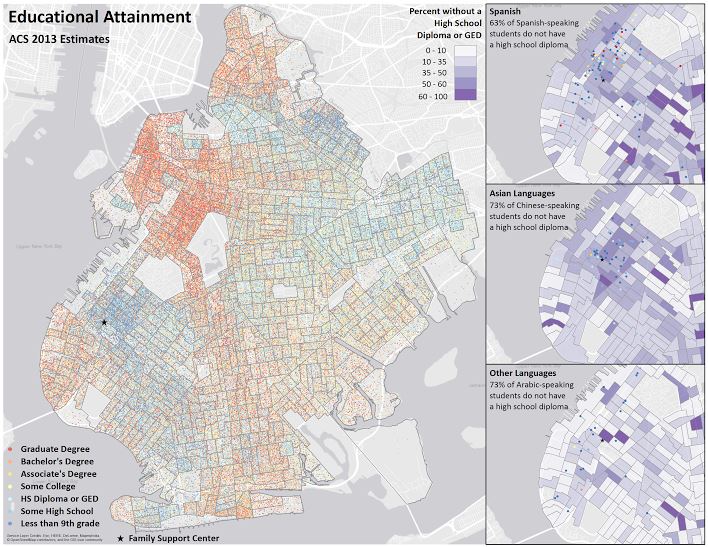 Educational Attainment
ACS 2013 Estimates
Percent without a
High School
Diploma or GED
0 - 10
10 - 35
35 - 50
50 - 60
60 - 100
Spanish
63% of Spanish-speaking
students do not have
a high school diploma
Asian Languages
73% of Chinese-speaking
students do not have
a high school diploma
Other Languages
73% of Arabic-speaking
students do not have
a high school diploma
Upper New York Bay
Graduate Degree
Bachelor's Degree
Associate's Degree
Some College
HS Diploma or GED
Some High School
Less than 9th grade
Family Support Center
Service Layer Credits: Esri, HERE, DeLorme, MapmyIndia,
© OpenStreetMap contributors, and the GIS user community